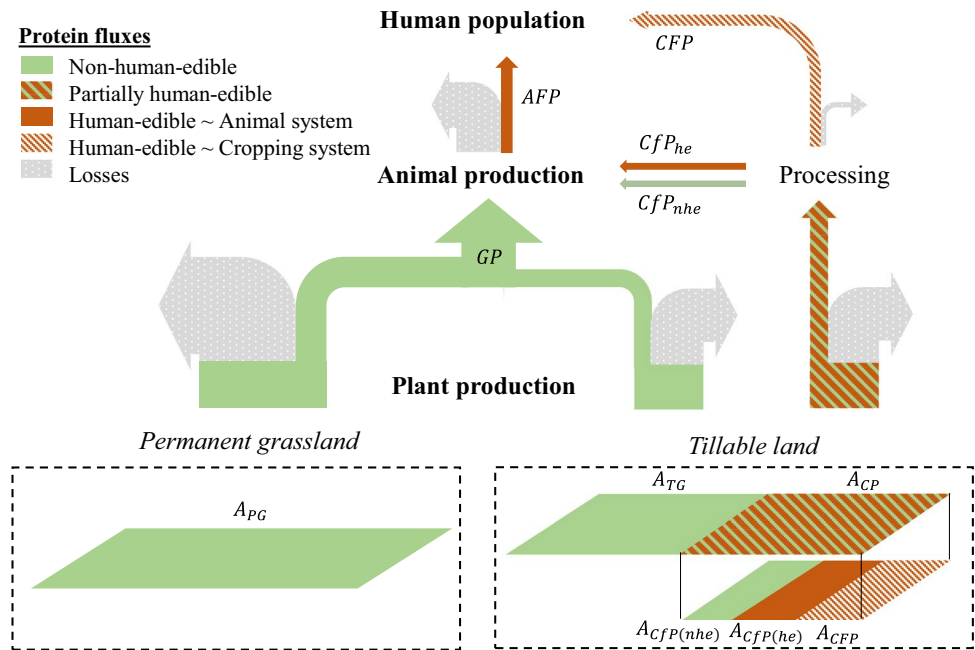 Human population
Protein fluxes
Non-human-edible
Partially human-edible
Human-edible ~ Animal system
Human-edible ~ Cropping system
Losses
CFP
AFP
CfP_he
Animal production
Processing
CfP_nhe
GP
Plant production
Permanent grassland
Tillable land
A_PG
A_TG
A_CP
A_CfP(nhe)
A_CfP(he)
A_CFP